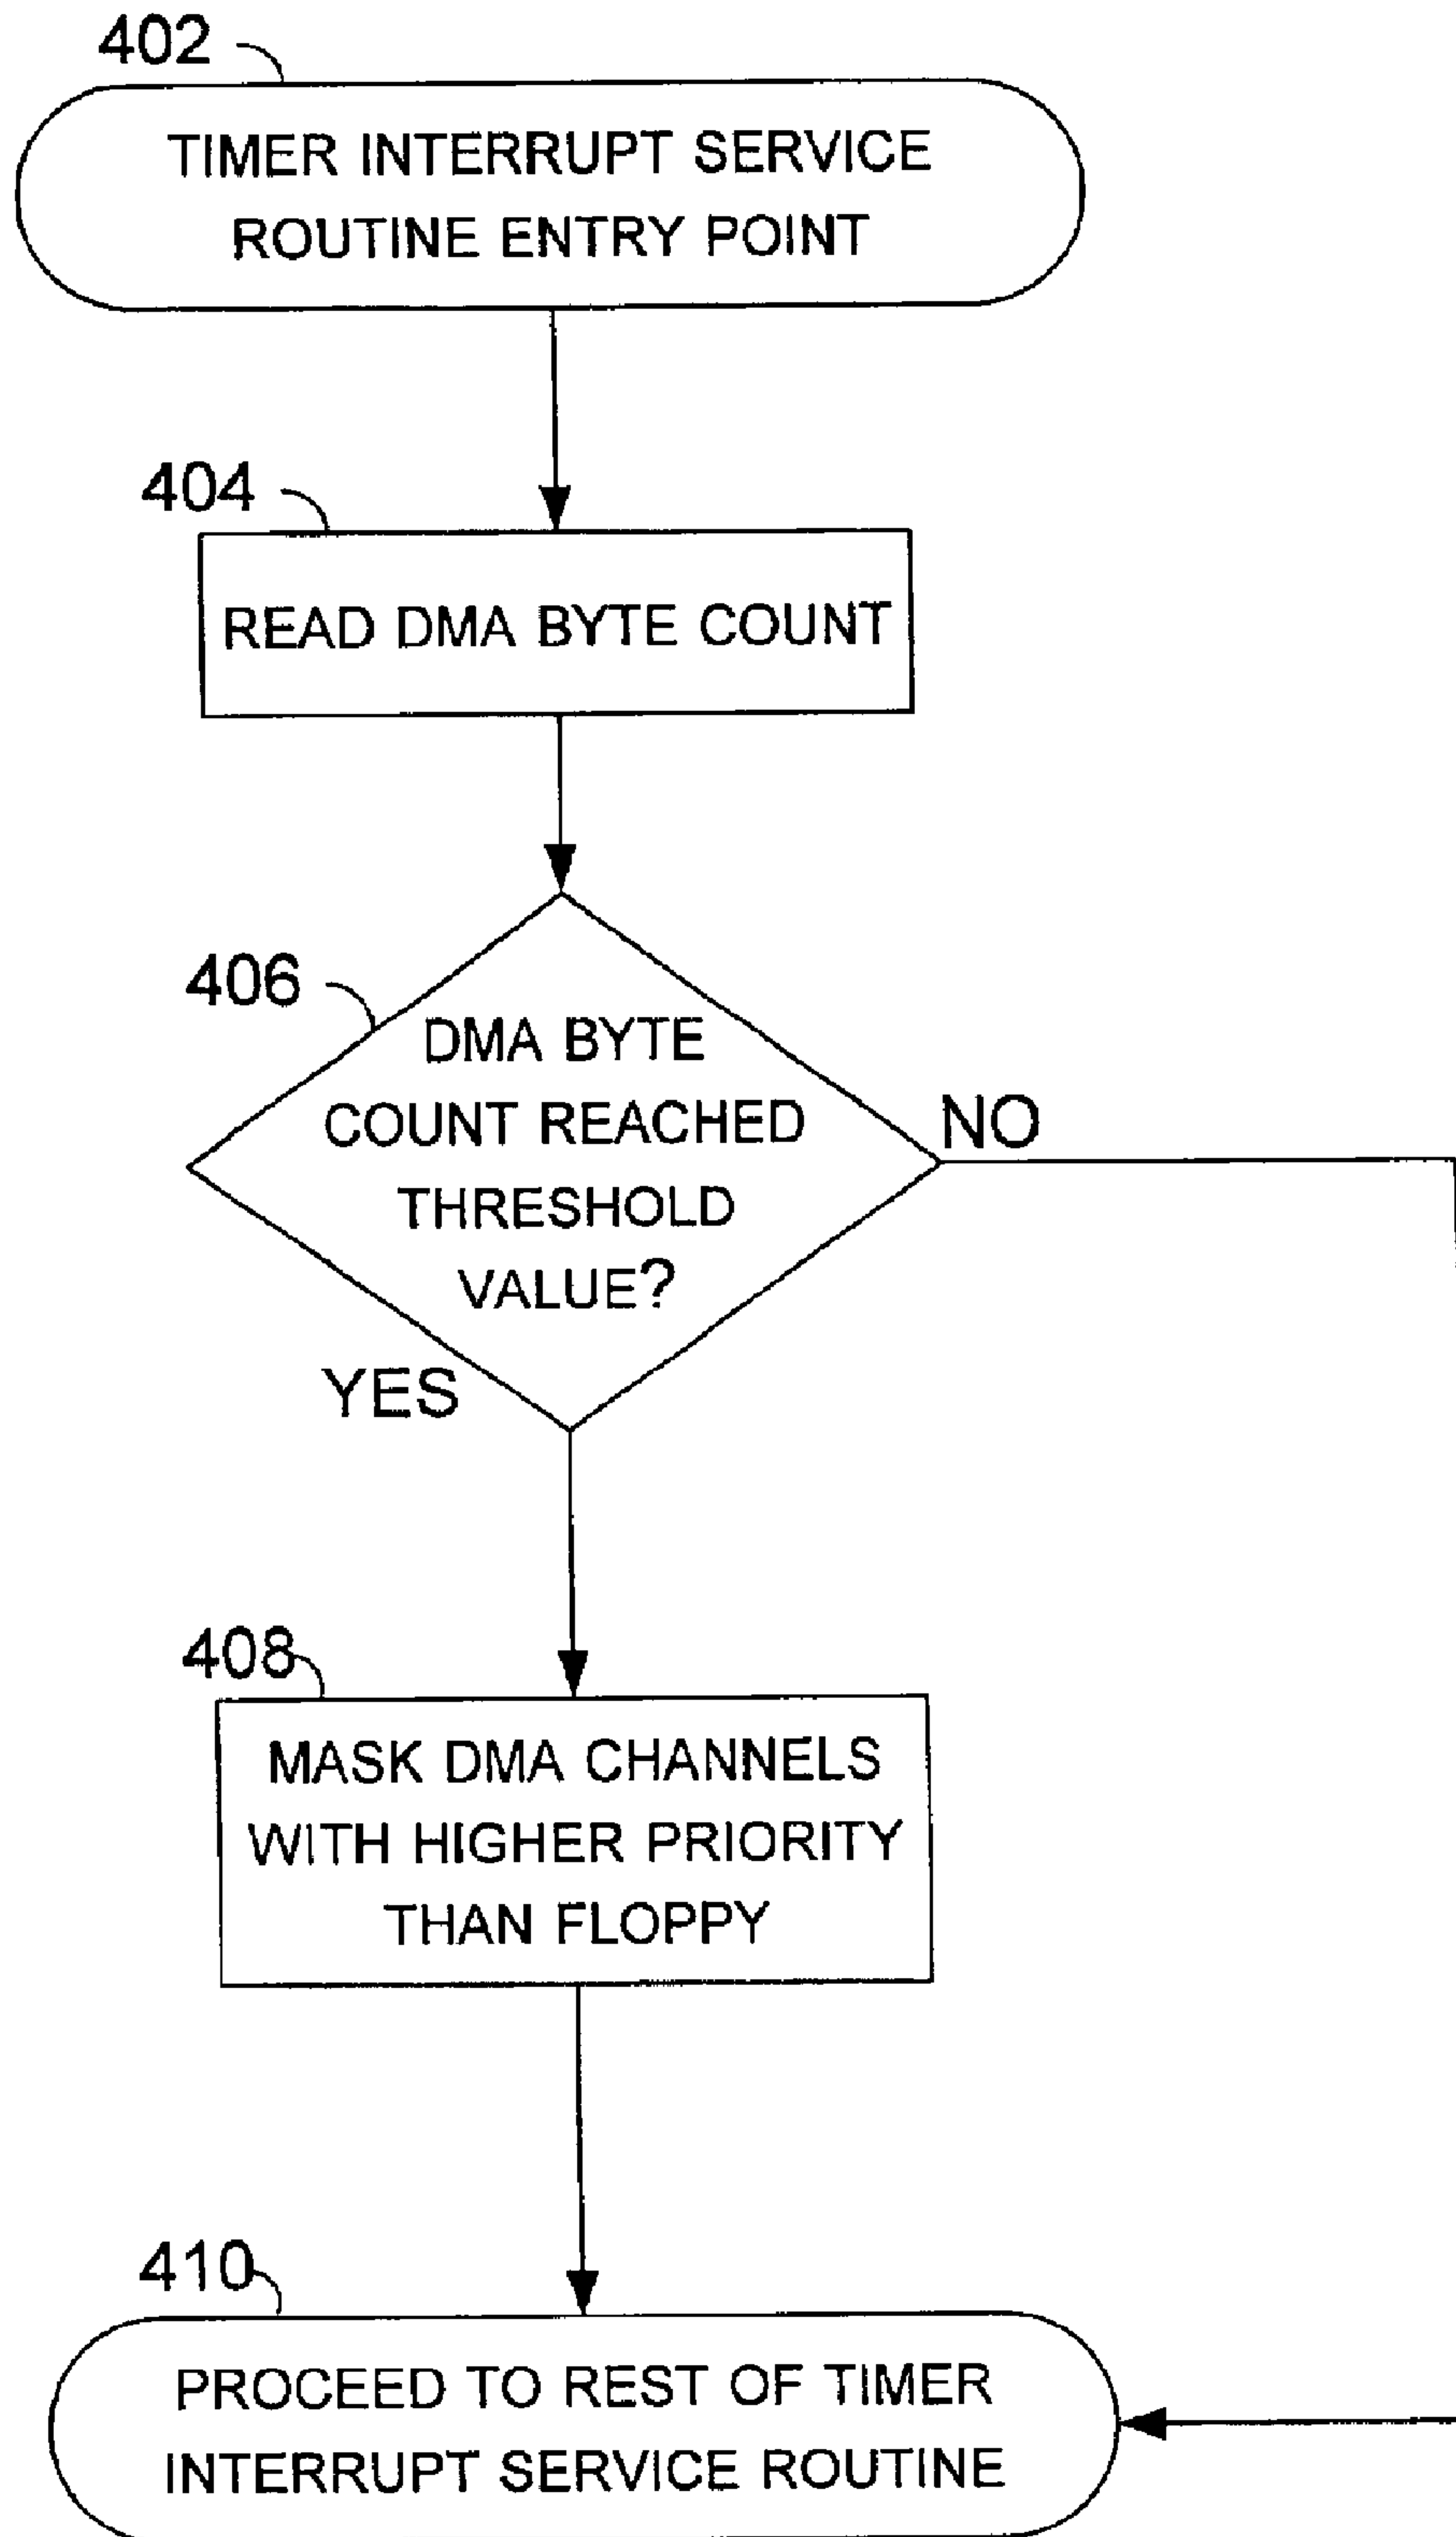 402
TIMER INTERRUPT SERVICE
ROUTINE ENTRY POINT
404
READ DMA BYTE COUNT
406
DMA BYTE
COUNT REACHED
THRESHOLD
VALUE?
NO
YES
408
MASK DMA CHANNELS
WITH HIGHER PRIORITY
THAN FLOPPY
410
PROCEED TO REST OF TIMER
INTERRUPT SERVICE ROUTINE